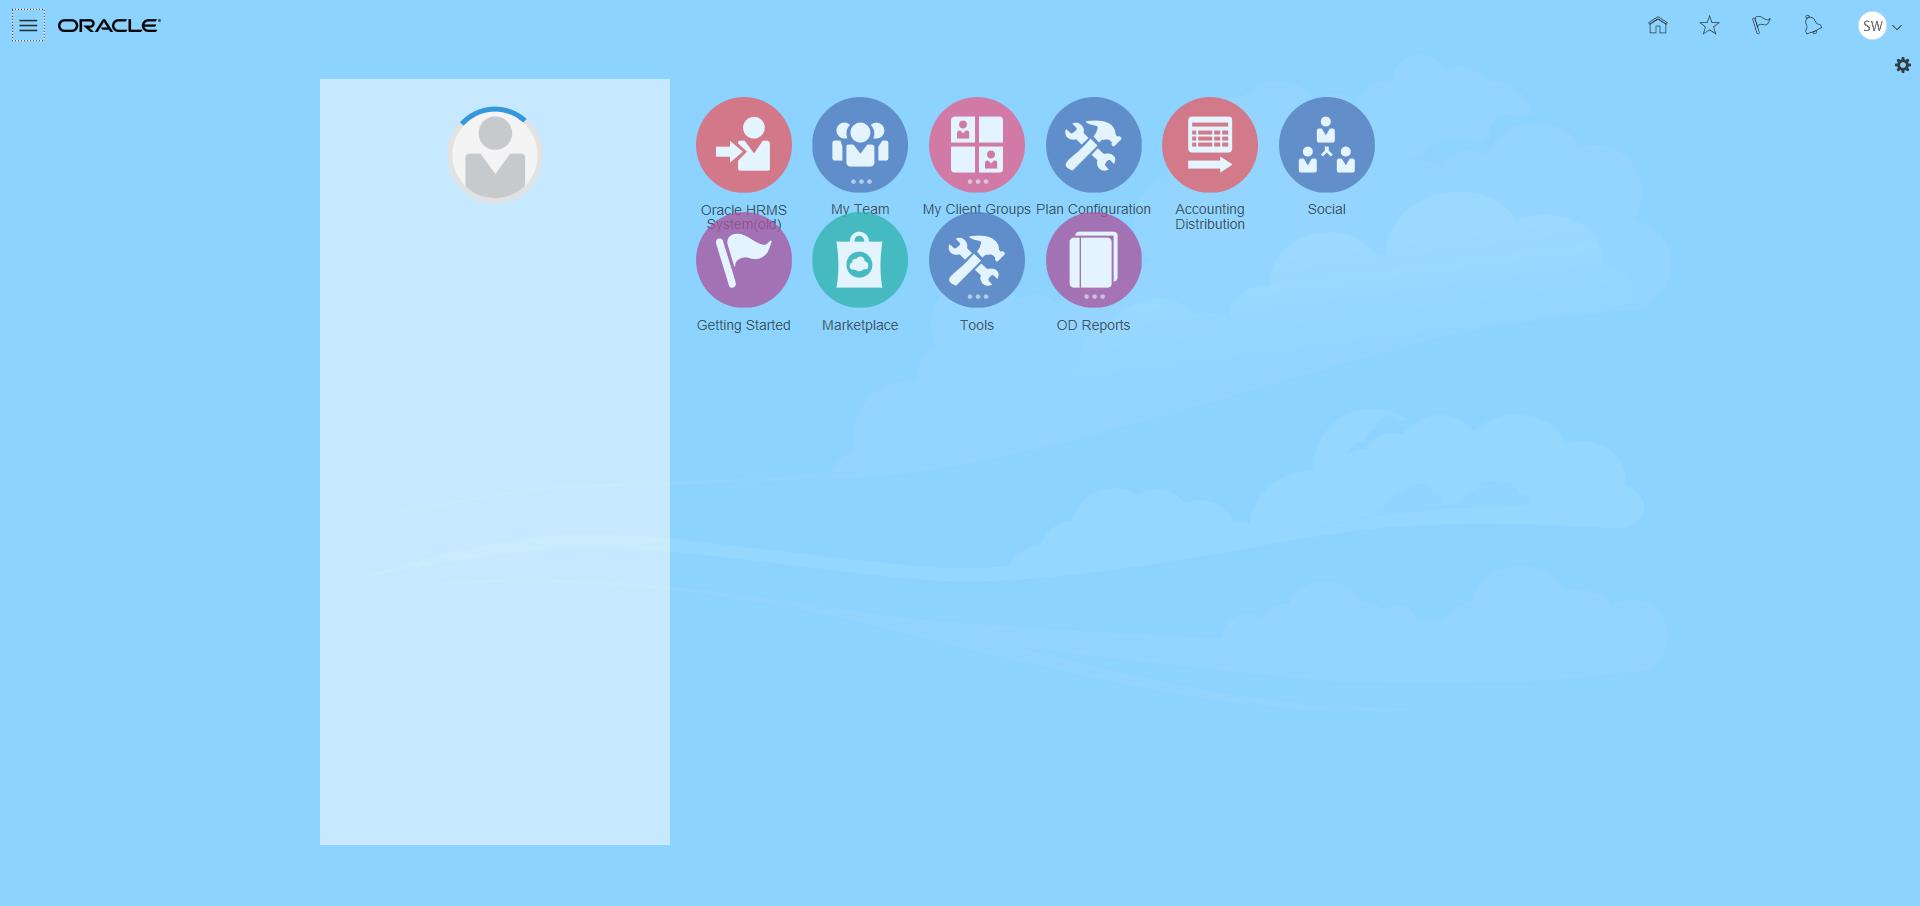 ORACLE
SW
Oracle HRMS
System(old)
My Team
My Client Groups
Plan Configuration
Accounting
Distribution
Social
Getting Started
Marketplace
Tools
OD Reports